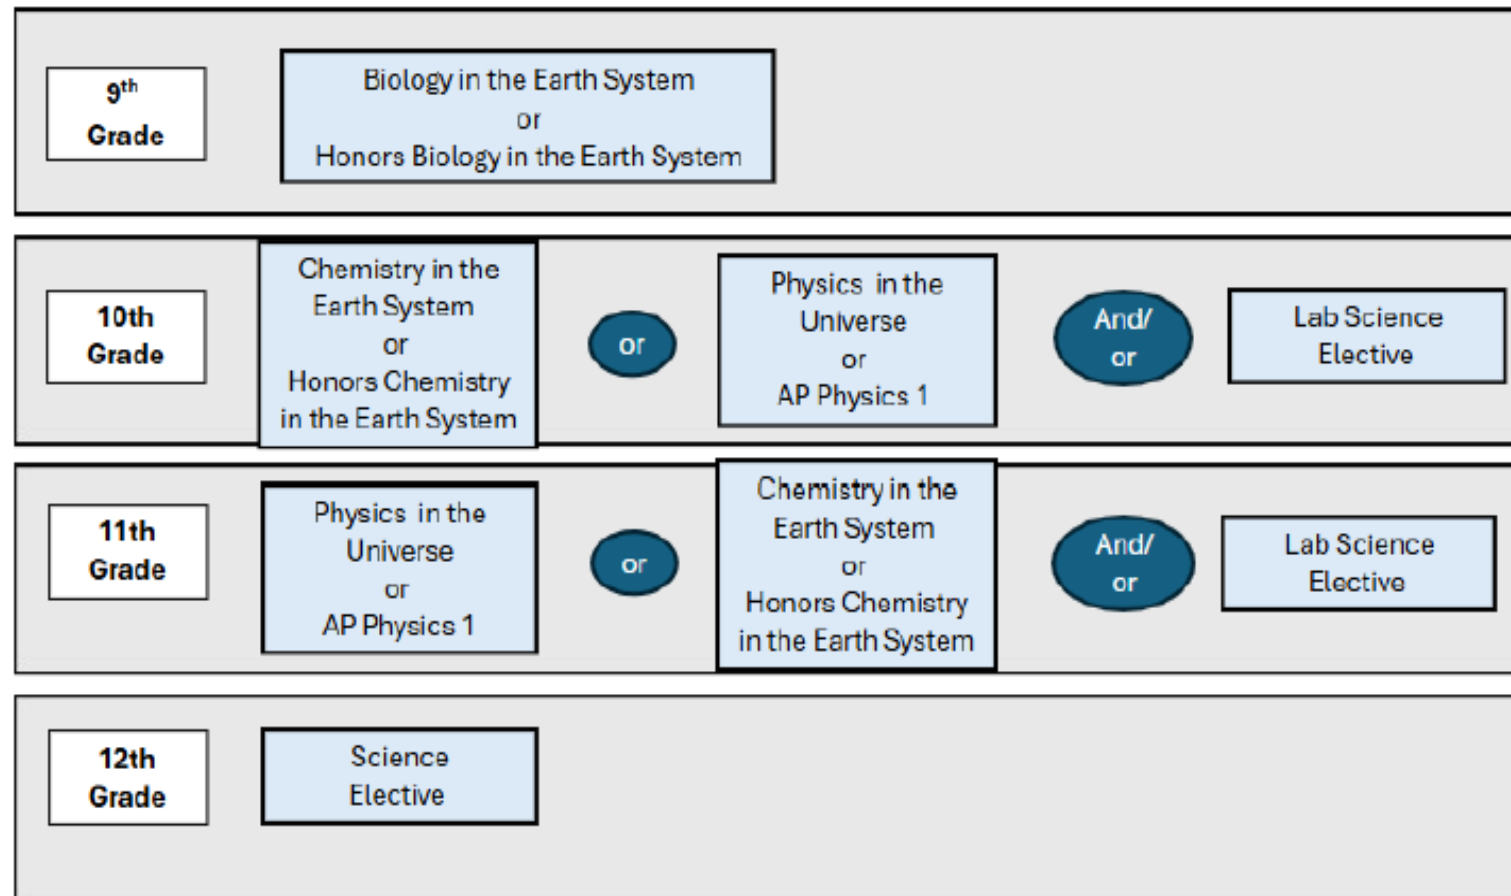 9th
Grade
Biology in the Earth System
or
Honors Biology in the Earth System
10th
Grade
Chemistry in the
Earth System
or
Honors Chemistry
in the Earth System
or
Physics in the
Universe
or
AP Physics 1
And/
or
Lab Science
Elective
11th
Grade
Physics in the
Universe
or
AP Physics 1
or
Chemistry in the
Earth System
or
Honors Chemistry
in the Earth System
And/
or
Lab Science
Elective
12th
Grade
Science
Elective